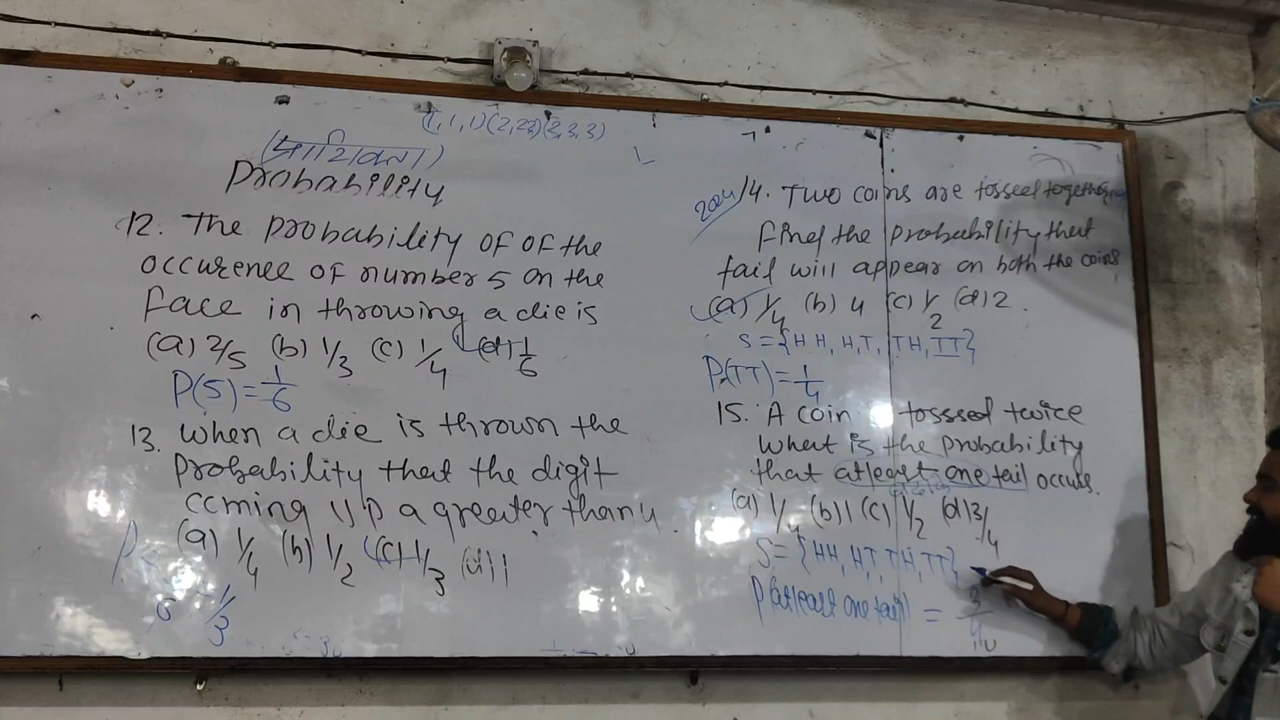 (1,1,1)(2,2,2)(3,3,3)
(प्रायिकता)
Probability
12. The probability of of the
occurence of number 5 on the
face in throwing a die is
(a) 2/5 (b) 1/3 (c) 1/4 (d) 1/6
P(5)=1/6
13. When a die is thrown the
probability that the digit
coming up a greater than 4.
(a) 1/4 (b) 1/2 (c) 1/3 (d) 1
1/3
2024 14. Two coins are tosseed together
find the probability that
tail will appear on both the coins
(a) 1/4 (b) 4 (c) 1/2 (d) 2.
S={HH, HT, TH, TT}
P(TT)=1/4
15. A coin tosssed twice
what is the probability
that atleast one tail occurs.
(a) 1/4 (b) 1 (c) 1/2 (d) 3/4
S={HH, HT, TH, TT}
P(atleast one tail) = 3/4